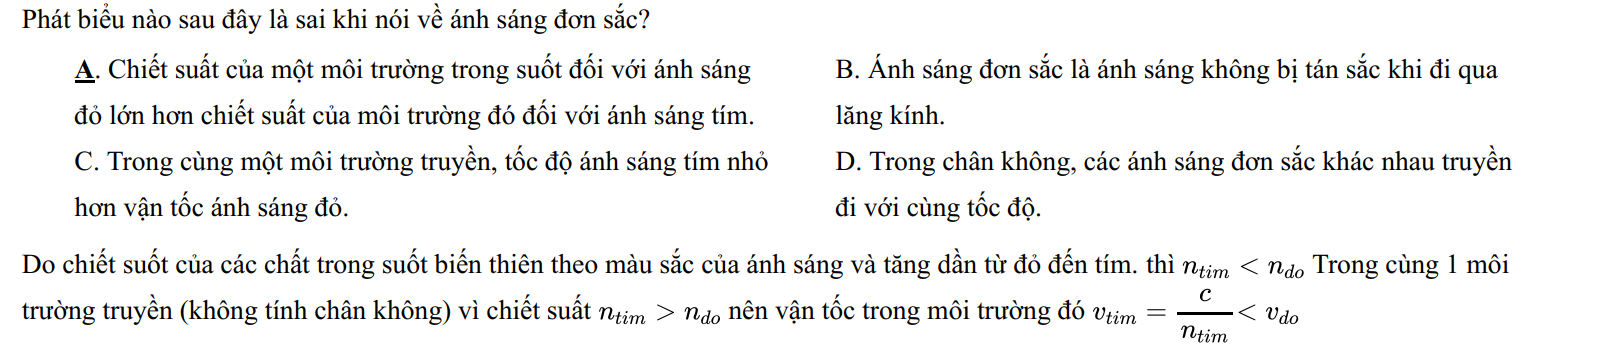 Phát biểu nào sau đây là sai khi nói về ánh sáng đơn sắc?
A. Chiết suất của một môi trường trong suốt đối với ánh sáng
đỏ lớn hơn chiết suất của môi trường đó đối với ánh sáng tím.
B. Ánh sáng đơn sắc là ánh sáng không bị tán sắc khi đi qua
lăng kính.
C. Trong cùng một môi trường truyền, tốc độ ánh sáng tím nhỏ
hơn vận tốc ánh sáng đỏ.
D. Trong chân không, các ánh sáng đơn sắc khác nhau truyền
đi với cùng tốc độ.
Do chiết suốt của các chất trong suốt biến thiên theo màu sắc của ánh sáng và tăng dần từ đỏ đến tím. thì $n_{tim} < n_{do}$ Trong cùng 1 môi
trường truyền (không tính chân không) vì chiết suất $n_{tim} > n_{do}$ nên vận tốc trong môi trường đó $v_{tim} = \frac{c}{n_{tim}} < v_{do}$